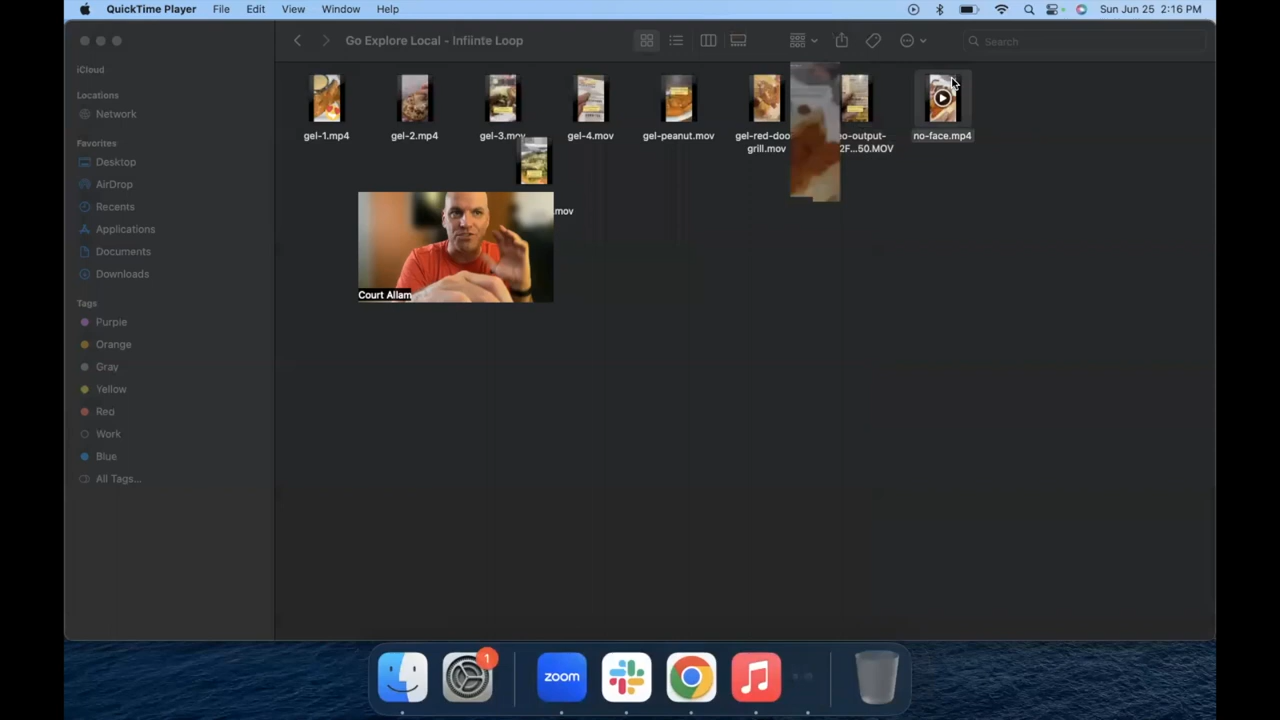 QuickTime Player File Edit View Window Help Sun Jun 25 2:16 PM
Go Explore Local - Infiinte Loop
Search
iCloud
Locations
Network
Favorites
Desktop
AirDrop
Recents
Applications
Documents
Downloads
Tags
Purple
Orange
Gray
Yellow
Red
Work
Blue
All Tags...
gel-1.mp4
gel-2.mp4
gel-3.mov
gel-4.mov
gel-peanut.mov
gel-red-doo
grill.mov
eo-output-
2F...50.MOV
no-face.mp4
.mov
Court Allam
1
zoom